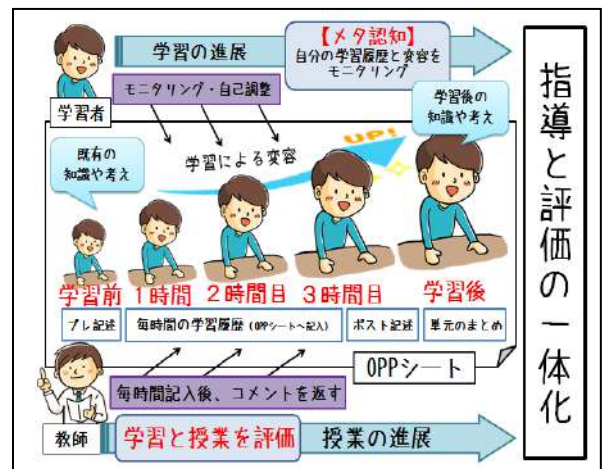 学習の進展
【メタ認知】
自分の学習履歴と変容を
モニタリング
学習者
モニタリング・自己調整
学習後の
知識や考え
UP!
既有の
知識や考え
学習による変容
学習前
1時間
2時間目
3時間目
学習後
プレ記述
毎時間の学習履歴(OPPシートへ記入)
ポスト記述
単元のまとめ
OPPシート
毎時間記入後、コメントを返す
教師
学習と授業を評価
授業の進展
指導と評価の一体化